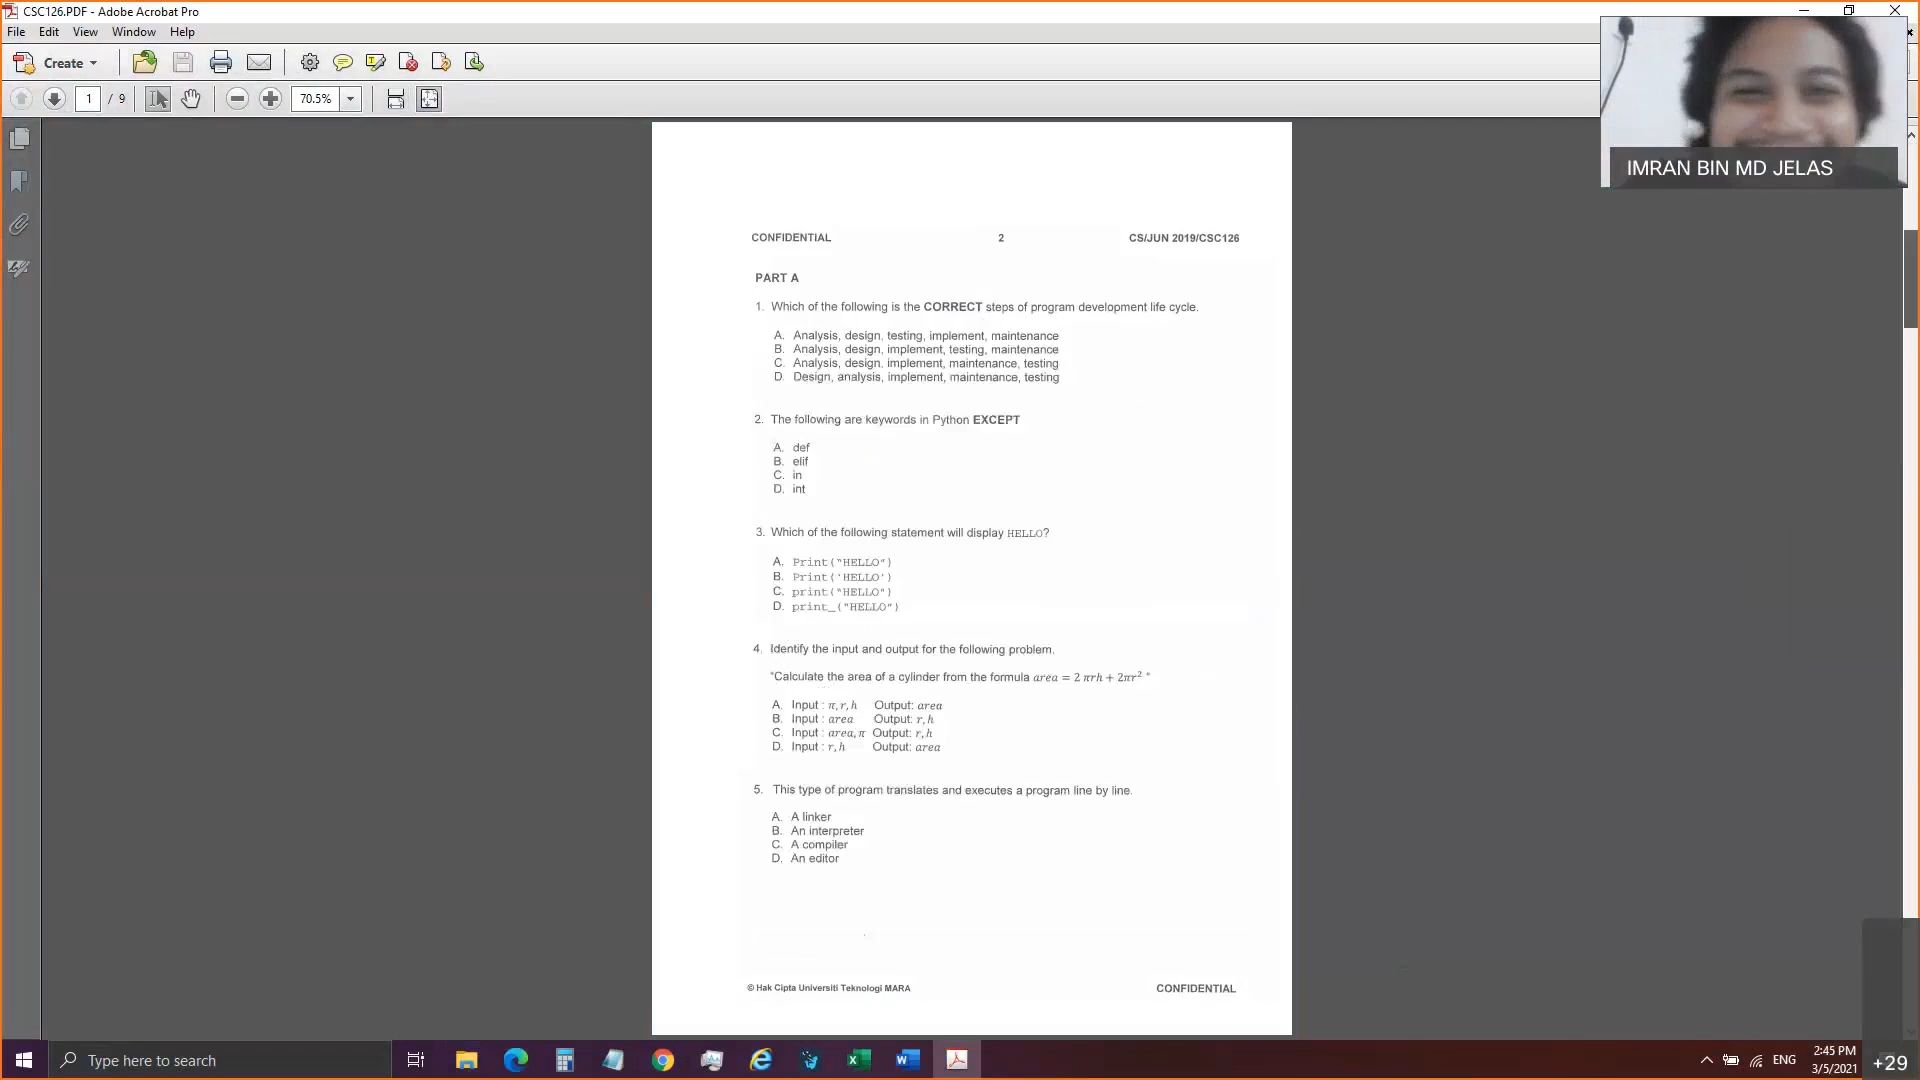 CSC126.PDF - Adobe Acrobat Pro
File Edit View Window Help
Create
1 / 9 70.5%
IMRAN BIN MD JELAS
CONFIDENTIAL 2 CS/JUN 2019/CSC126
PART A
1. Which of the following is the CORRECT steps of program development life cycle.
A. Analysis, design, testing, implement, maintenance
B. Analysis, design, implement, testing, maintenance
C. Analysis, design, implement, maintenance, testing
D. Design, analysis, implement, maintenance, testing
2. The following are keywords in Python EXCEPT
A. def
B. elif
C. in
D. int
3. Which of the following statement will display HELLO?
A. Print("HELLO")
B. Print('HELLO')
C. print("HELLO")
D. print_("HELLO")
4. Identify the input and output for the following problem.
"Calculate the area of a cylinder from the formula area = 2 πrh + 2πr² "
A. Input : π, r, h Output: area
B. Input : area Output: r, h
C. Input : area, π Output: r, h
D. Input : r, h Output: area
5. This type of program translates and executes a program line by line.
A. A linker
B. An interpreter
C. A compiler
D. An editor
© Hak Cipta Universiti Teknologi MARA CONFIDENTIAL
Type here to search
ENG
2:45 PM
3/5/2021
+29